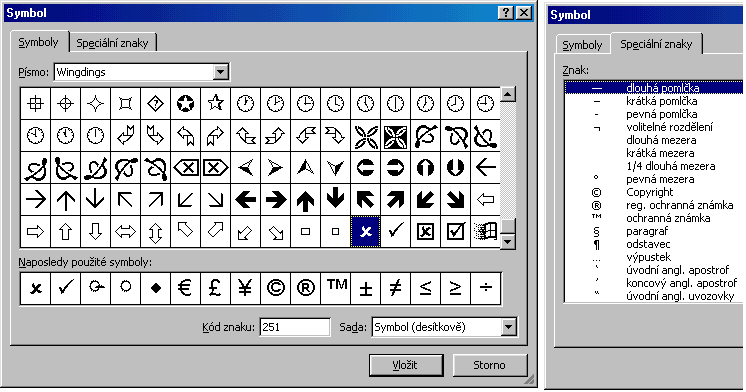 Symbol
Symboly
Speciální znaky
Písmo:
Wingdings
Naposledy použité symboly:
€ £ ¥ © ® ™ ± ≠ ≤ ≥ ÷
Kód znaku:
251
Sada:
Symbol (desítkově)
Vložit
Storno
Symbol
Symboly
Speciální znaky
Znak:
— dlouhá pomlčka
– krátká pomlčka
- pevná pomlčka
¬ volitelné rozdělení
dlouhá mezera
krátká mezera
1/4 dlouhá mezera
° pevná mezera
© Copyright
® reg. ochranná známka
™ ochranná známka
§ paragraf
¶ odstavec
… výpustek
‘ úvodní angl. apostrof
’ koncový angl. apostrof
“ úvodní angl. uvozovky